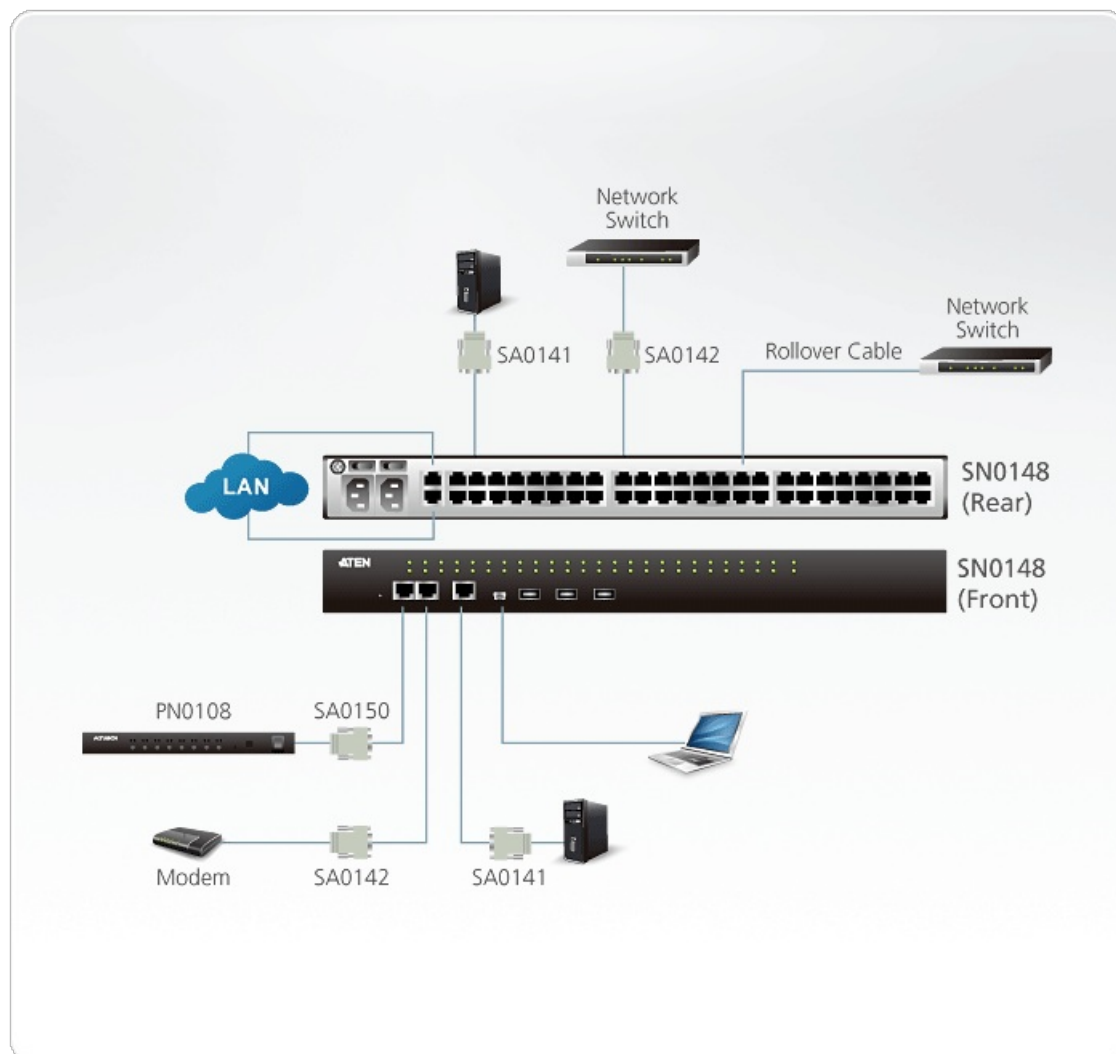 Network
Switch
Network
Switch
SA0141
SA0142
Rollover Cable
LAN
SN0148
(Rear)
ATEN
SN0148
(Front)
PN0108
SA0150
ATEN
Modem
SA0142
SA0141